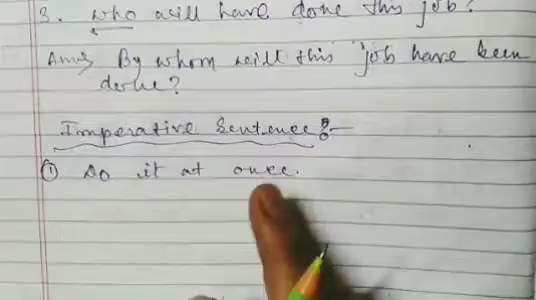 3. who will have done this job?
Ans) By whom will this job have been
done?
Imperative Sentence :-
① Do it at once.